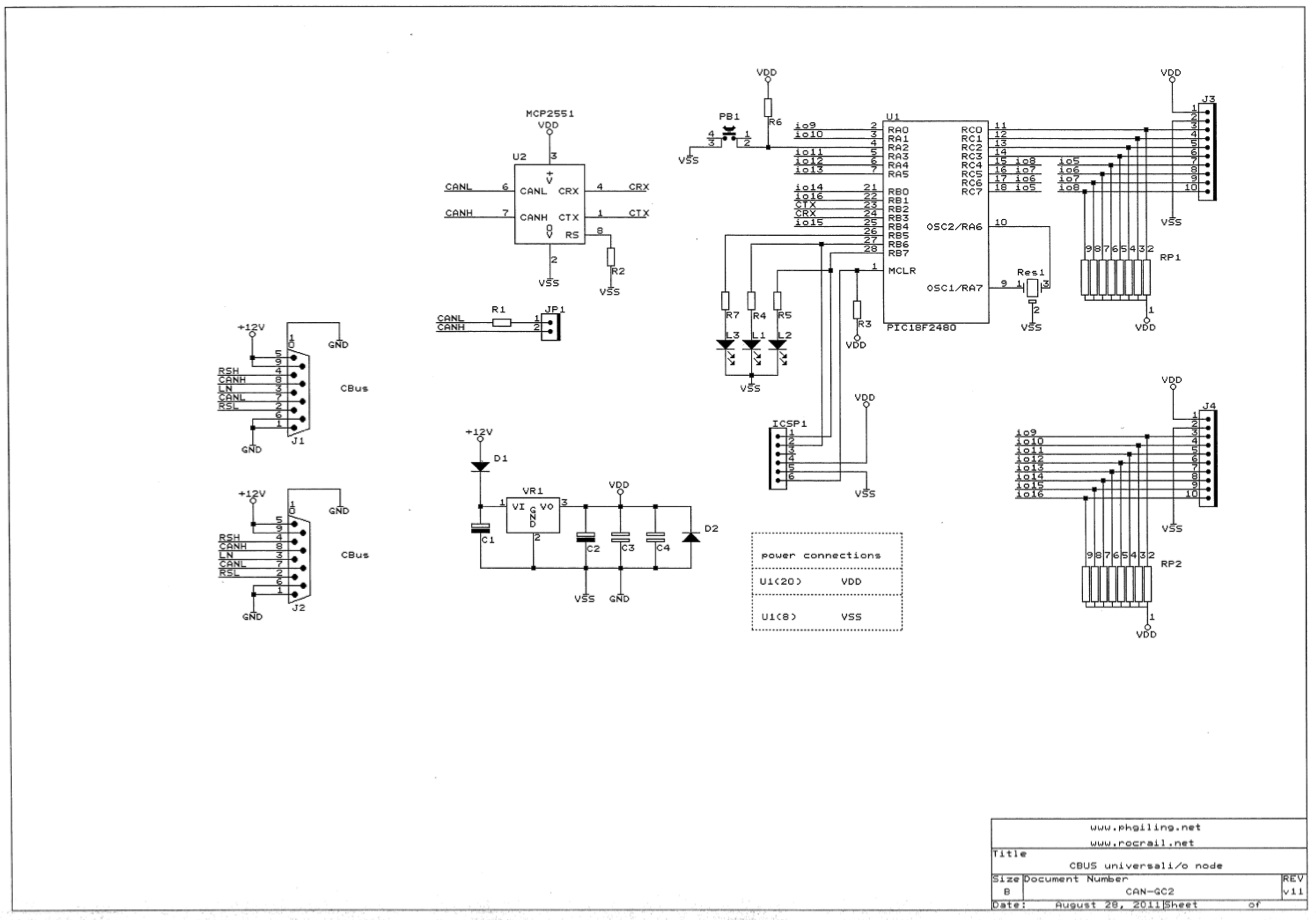 MCP2551
VDD
U2
3
+
V
CANL 6 CANL CRX 4 CRX
CANH 7 CANH CTX 1 CTX
0
V
RS 8
2
R2
VSS
VSS
CANL R1 1 JP1
CANH 2
VDD
R6
PB1
4 1
3 2
VSS
U1
io9 2 RA0 RC0 11
io10 3 RA1 RC1 12
4 RA2 RC2 13
io11 5 RA3 RC3 14
io12 6 RA4 RC4 15 io8 io5
io13 7 RA5 RC5 16 io7 io6
RC6 17 io6 io7
io14 21 RB0 RC7 18 io5 io8
io16 22 RB1
CTX 23 RB2
CRX 24 RB3
io15 25 RB4 OSC2/RA6 10
26 RB5
27 RB6
28 RB7
1 MCLR
OSC1/RA7 9
PIC18F2480
Res1
1 3
2
VSS
R7 R4 R5 R3
VDD
L3 L1 L2
VSS
VDD
J3
1
2
3
4
5
6
7
8
9
10
VSS
9 8 7 6 5 4 3 2
RP1
1
VDD
+12V
1
0
GND
5
9
RSH 4
CANH 8
LN 3
CANL 7
RSL 2
6
1
GND
J1
CBus
+12V
1
0
GND
5
9
RSH 4
CANH 8
LN 3
CANL 7
RSL 2
6
1
GND
J2
CBus
+12V
D1
VR1
1 VI GND VO 3
2
VDD
C1 C2 C3 C4 D2
VSS GND
ICSP1
1
2
3
4
5
6
VDD
VSS
power connections
U1(20) VDD
U1(8) VSS
VDD
J4
1
2
io9 3
io10 4
io11 5
io12 6
io13 7
io14 8
io15 9
io16 10
VSS
9 8 7 6 5 4 3 2
RP2
1
VDD
www.phgiling.net
www.rocrail.net
Title
CBUS universali/o node
Size Document Number REV
B CAN-GC2 v11
Date: August 28, 2011 Sheet of